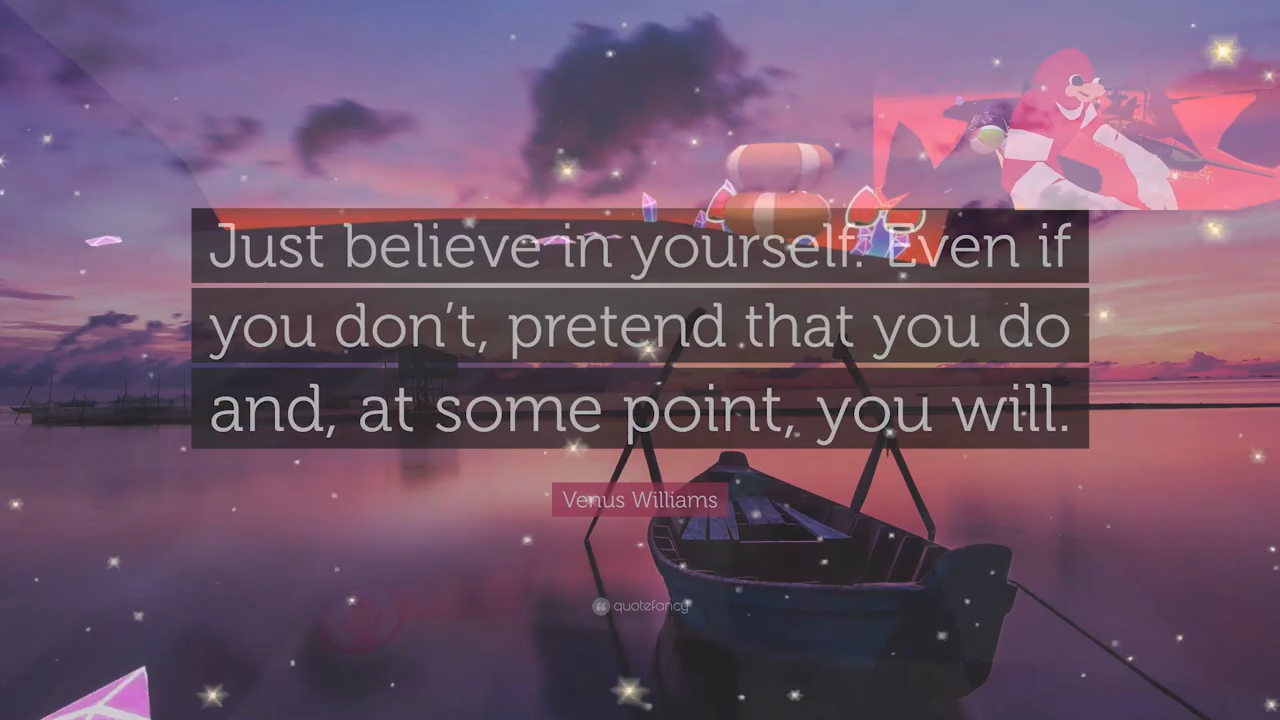 Just believe in yourself. Even if
you don’t, pretend that you do
and, at some point, you will.
Venus Williams
quotefancy